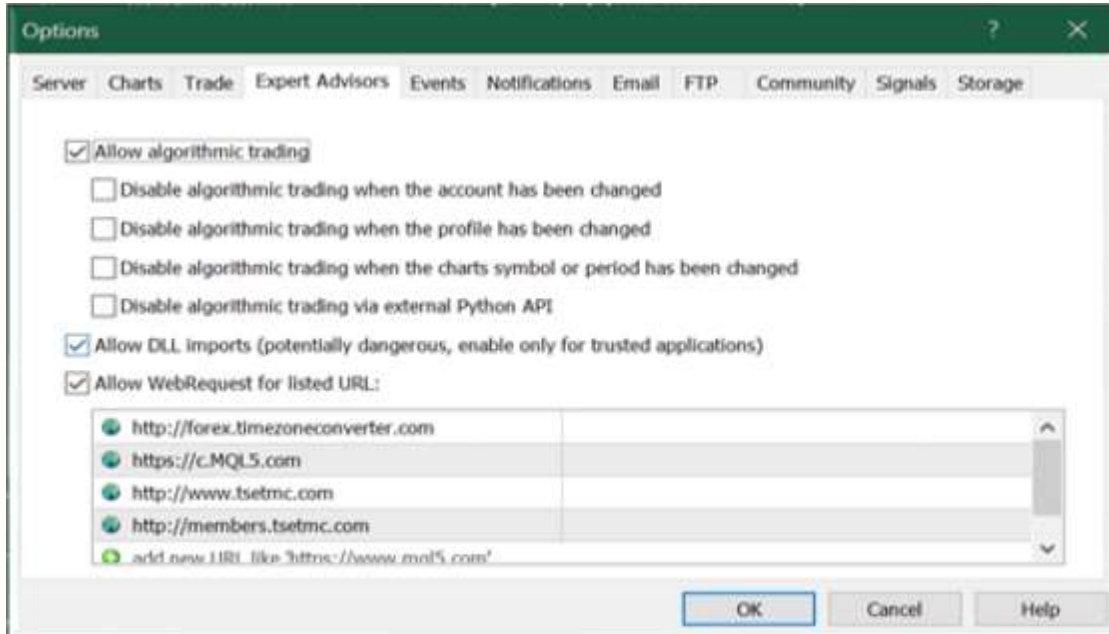 Options
Server Charts Trade Expert Advisors Events Notifications Email FTP Community Signals Storage
Allow algorithmic trading
Disable algorithmic trading when the account has been changed
Disable algorithmic trading when the profile has been changed
Disable algorithmic trading when the charts symbol or period has been changed
Disable algorithmic trading via external Python API
Allow DLL imports (potentially dangerous, enable only for trusted applications)
Allow WebRequest for listed URL:
http://forex.timezoneconverter.com
https://c.MQL5.com
http://www.tsetmc.com
http://members.tsetmc.com
add new URL like 'https://www.mql5.com'
OK Cancel Help